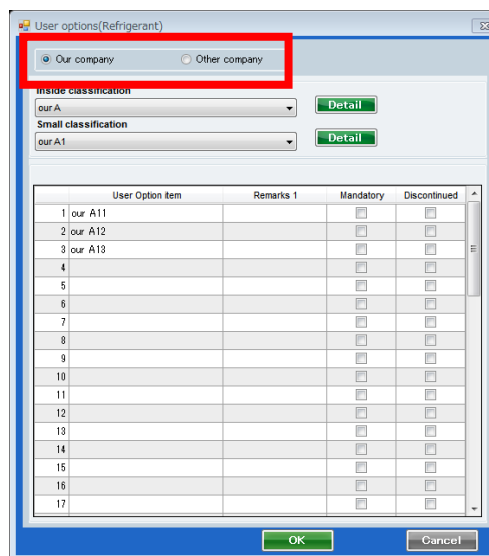 User options(Refrigerant)
Our company Other company
Inside classification
our A Detail
Small classification
our A1 Detail
User Option item Remarks 1 Mandatory Discontinued
1 our A11
2 our A12
3 our A13
4
5
6
7
8
9
10
11
12
13
14
15
16
17
OK Cancel